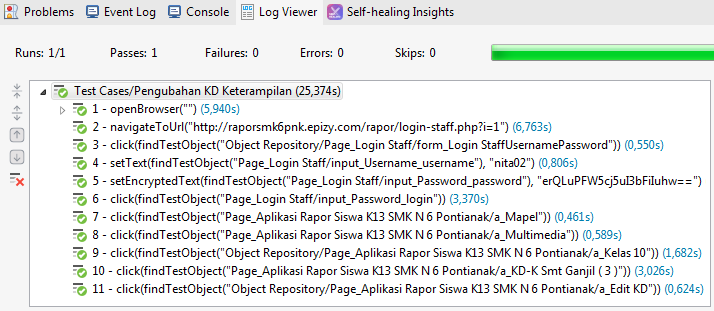 Problems Event Log Console Log Viewer Self-healing Insights
Runs: 1/1 Passes: 1 Failures: 0 Errors: 0 Skips: 0
Test Cases/Pengubahan KD Keterampilan (25,374s)
1 - openBrowser("") (5,940s)
2 - navigateToUrl("http://raporsmk6pnk.epizy.com/rapor/login-staff.php?i=1") (6,763s)
3 - click(findTestObject("Object Repository/Page_Login Staff/form_Login StaffUsernamePassword")) (0,550s)
4 - setText(findTestObject("Page_Login Staff/input_Username_username"), "nita02") (0,806s)
5 - setEncryptedText(findTestObject("Page_Login Staff/input_Password_password"), "erQLuPFW5cj5uI3bFiIuhw==")
6 - click(findTestObject("Page_Login Staff/input_Password_login")) (3,370s)
7 - click(findTestObject("Page_Aplikasi Rapor Siswa K13 SMK N 6 Pontianak/a_Mapel")) (0,461s)
8 - click(findTestObject("Page_Aplikasi Rapor Siswa K13 SMK N 6 Pontianak/a_Multimedia")) (0,589s)
9 - click(findTestObject("Object Repository/Page_Aplikasi Rapor Siswa K13 SMK N 6 Pontianak/a_Kelas 10")) (1,682s)
10 - click(findTestObject("Page_Aplikasi Rapor Siswa K13 SMK N 6 Pontianak/a_KD-K Smt Ganjil ( 3 )")) (3,026s)
11 - click(findTestObject("Object Repository/Page_Aplikasi Rapor Siswa K13 SMK N 6 Pontianak/a_Edit KD")) (0,624s)